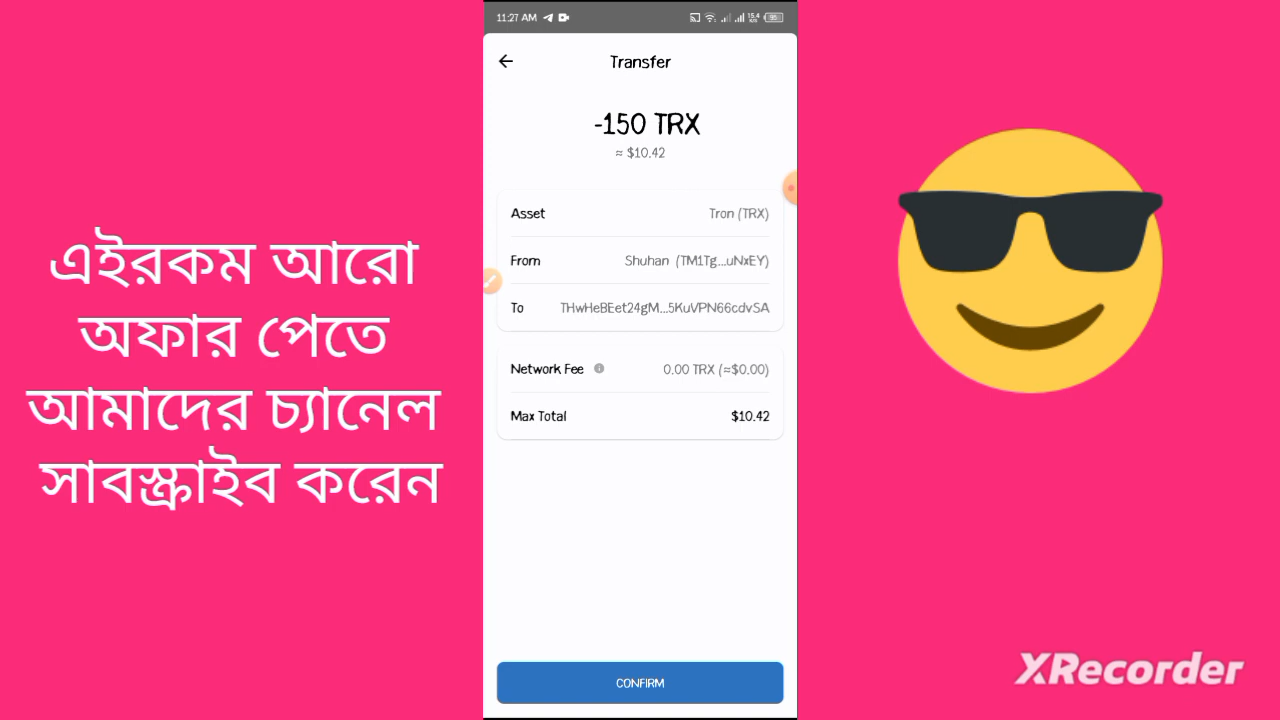 11:27 AM
Transfer
-150 TRX
≈ $10.42
Asset Tron (TRX)
From Shuhan (TM1Tg...uNxEY)
To THwHeBEet24gM...5KuVPN66cdvSA
Network Fee 0.00 TRX (≈$0.00)
Max Total $10.42
CONFIRM
এইরকম আরো
অফার পেতে
আমাদের চ্যানেল
সাবস্ক্রাইব করেন
XRecorder